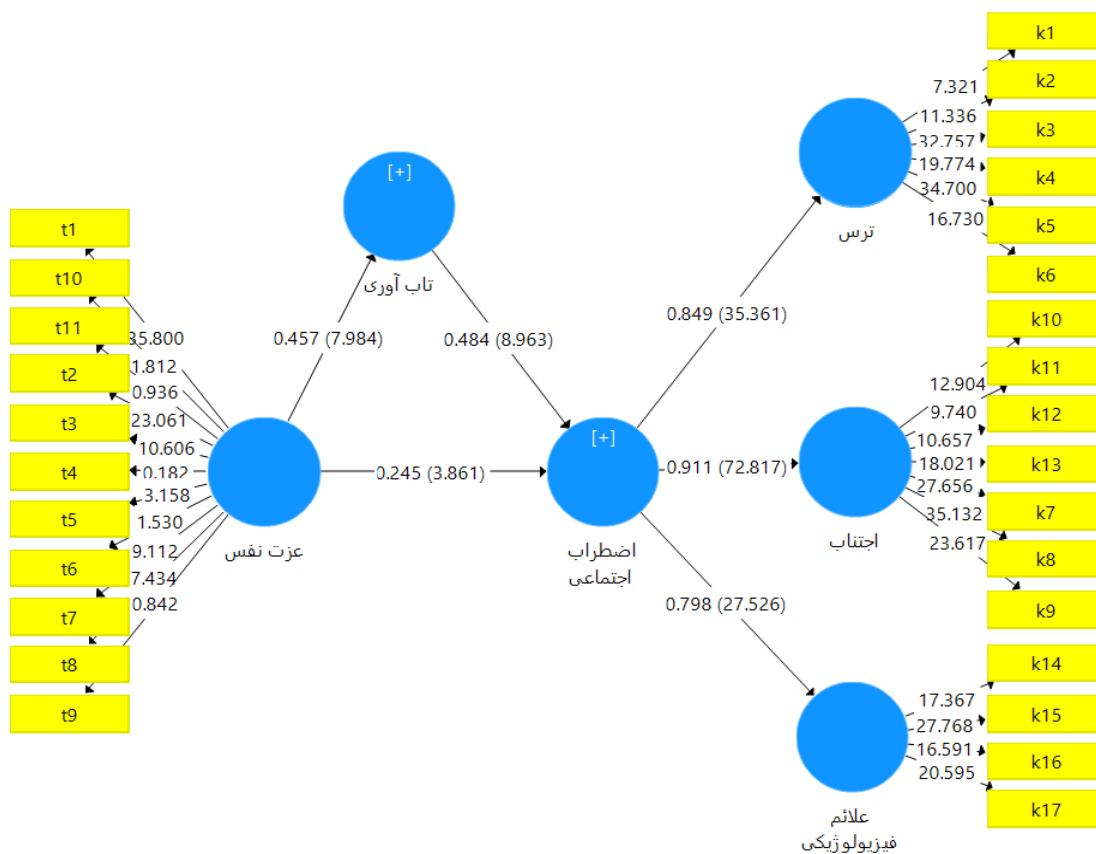 t1
t10
t11
t2
t3
t4
t5
t6
t7
t8
t9
35.800
1.812
0.936
23.061
10.606
0.182
3.158
1.530
9.112
7.434
0.842
عزت نفس
0.457 (7.984)
[+]
تاب آوری
0.484 (8.963)
0.245 (3.861)
[+]
اضطراب
اجتماعی
0.849 (35.361)
0.911 (72.817)
0.798 (27.526)
ترس
7.321
11.336
32.757
19.774
34.700
16.730
k1
k2
k3
k4
k5
k6
اجتناب
12.904
9.740
10.657
18.021
27.656
35.132
23.617
k10
k11
k12
k13
k7
k8
k9
علائم
فیزیولوژیکی
17.367
27.768
16.591
20.595
k14
k15
k16
k17